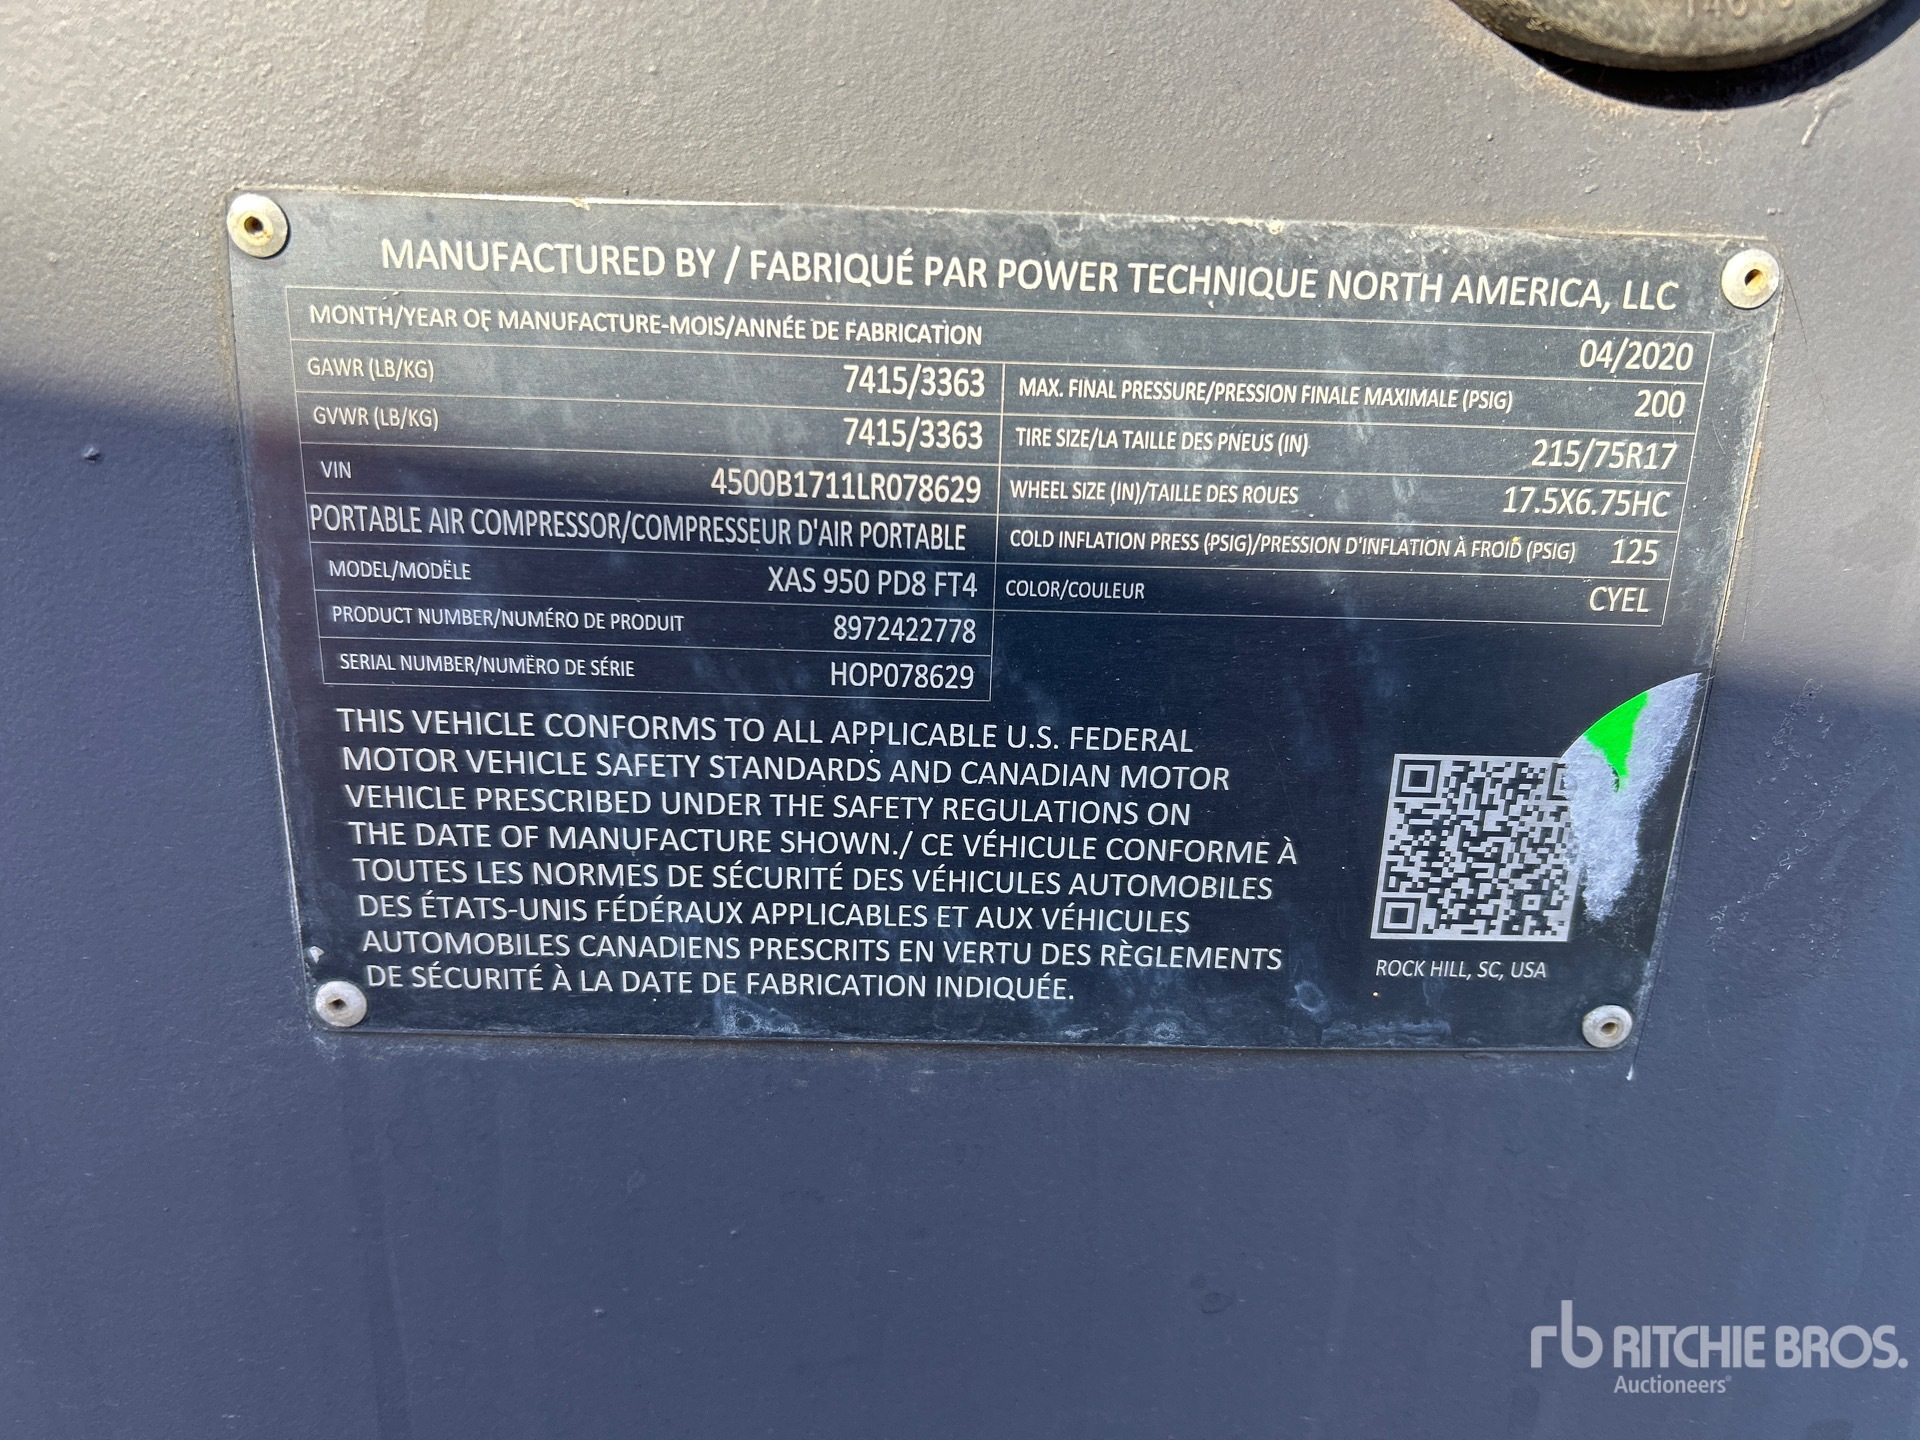 MANUFACTURED BY / FABRIQUÉ PAR POWER TECHNIQUE NORTH AMERICA, LLC
MONTH/YEAR OF MANUFACTURE-MOIS/ANNÉE DE FABRICATION 04/2020
GAWR (LB/KG) 7415/3363 MAX. FINAL PRESSURE/PRESSION FINALE MAXIMALE (PSIG) 200
GVWR (LB/KG) 7415/3363 TIRE SIZE/LA TAILLE DES PNEUS (IN) 215/75R17
VIN 4500B1711LR078629 WHEEL SIZE (IN)/TAILLE DES ROUES 17.5X6.75HC
PORTABLE AIR COMPRESSOR/COMPRESSEUR D'AIR PORTABLE COLD INFLATION PRESS (PSIG)/PRESSION D'INFLATION À FROID (PSIG) 125
MODEL/MODËLE XAS 950 PD8 FT4 COLOR/COULEUR CYEL
PRODUCT NUMBER/NUMÉRO DE PRODUIT 8972422778
SERIAL NUMBER/NUMËRO DE SÉRIE HOP078629
THIS VEHICLE CONFORMS TO ALL APPLICABLE U.S. FEDERAL
MOTOR VEHICLE SAFETY STANDARDS AND CANADIAN MOTOR
VEHICLE PRESCRIBED UNDER THE SAFETY REGULATIONS ON
THE DATE OF MANUFACTURE SHOWN./ CE VÉHICULE CONFORME À
TOUTES LES NORMES DE SÉCURITÉ DES VÉHICULES AUTOMOBILES
DES ÉTATS-UNIS FÉDÉRAUX APPLICABLES ET AUX VÉHICULES
AUTOMOBILES CANADIENS PRESCRITS EN VERTU DES RÈGLEMENTS
DE SÉCURITÉ À LA DATE DE FABRICATION INDIQUÉE.
ROCK HILL, SC, USA
rb RITCHIE BROS.
Auctioneers